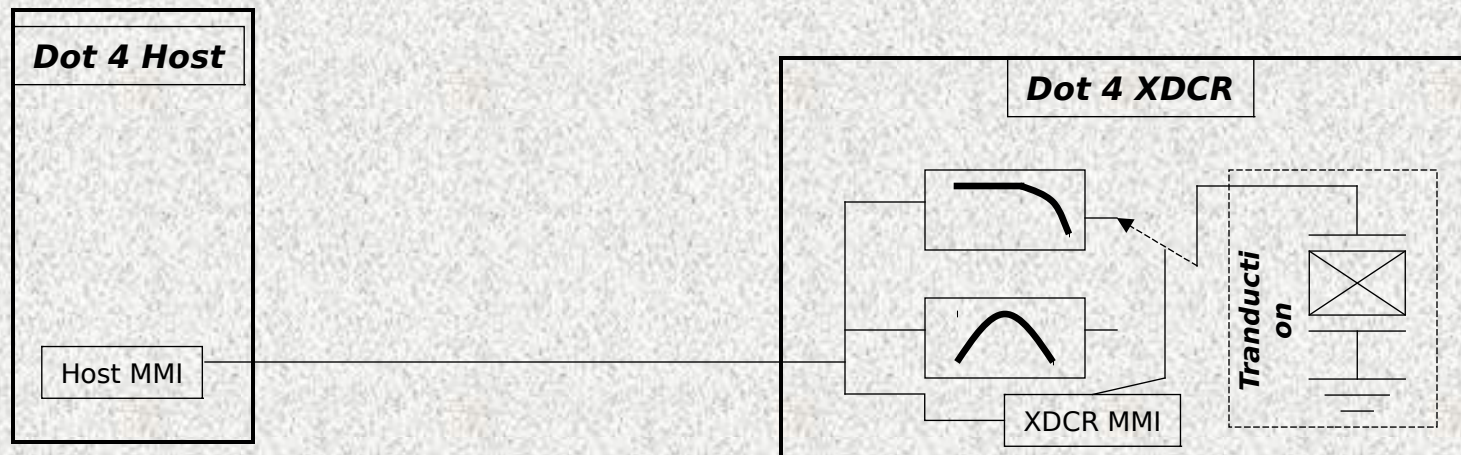 Dot 4 Host
Dot 4 XDCR
Tranducti
on
Host MMI
XDCR MMI